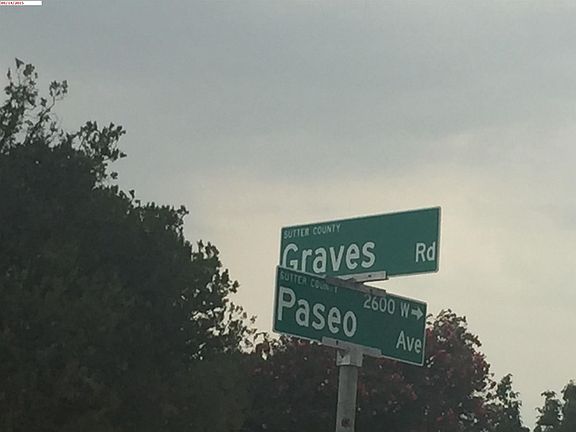 SUTTER COUNTY
Graves Rd
SUTTER COUNTY
2600 W→
Paseo Ave